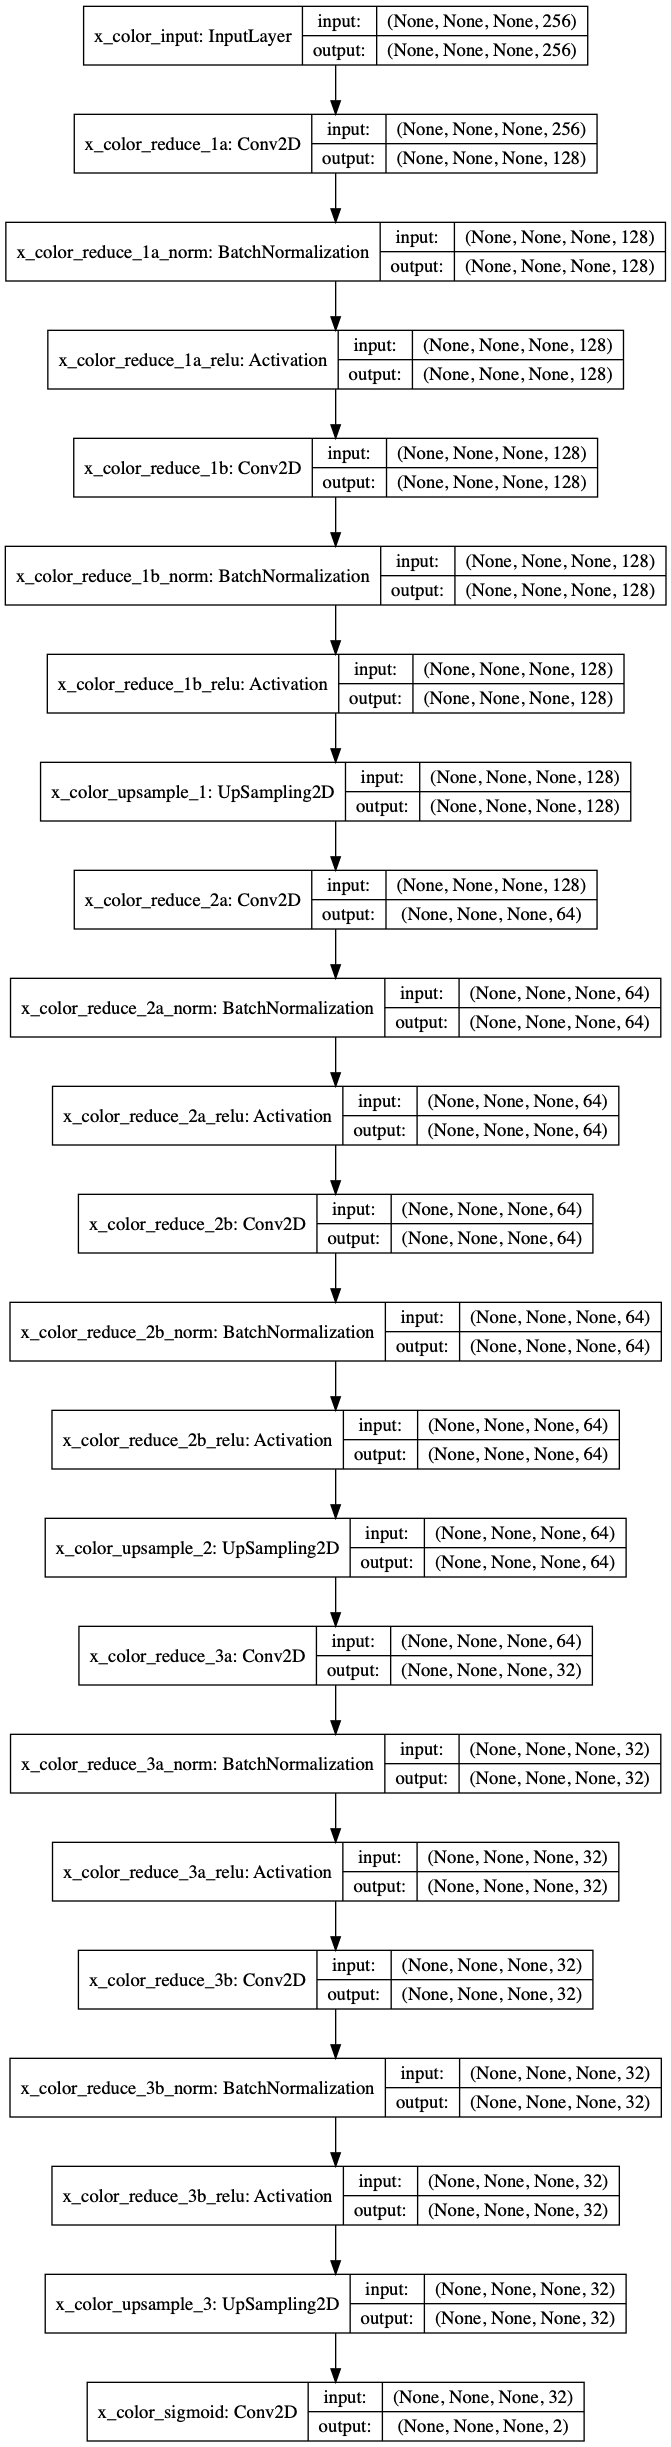 x_color_input: InputLayer
input: (None, None, None, 256)
output: (None, None, None, 256)
x_color_reduce_1a: Conv2D
input: (None, None, None, 256)
output: (None, None, None, 128)
x_color_reduce_1a_norm: BatchNormalization
input: (None, None, None, 128)
output: (None, None, None, 128)
x_color_reduce_1a_relu: Activation
input: (None, None, None, 128)
output: (None, None, None, 128)
x_color_reduce_1b: Conv2D
input: (None, None, None, 128)
output: (None, None, None, 128)
x_color_reduce_1b_norm: BatchNormalization
input: (None, None, None, 128)
output: (None, None, None, 128)
x_color_reduce_1b_relu: Activation
input: (None, None, None, 128)
output: (None, None, None, 128)
x_color_upsample_1: UpSampling2D
input: (None, None, None, 128)
output: (None, None, None, 128)
x_color_reduce_2a: Conv2D
input: (None, None, None, 128)
output: (None, None, None, 64)
x_color_reduce_2a_norm: BatchNormalization
input: (None, None, None, 64)
output: (None, None, None, 64)
x_color_reduce_2a_relu: Activation
input: (None, None, None, 64)
output: (None, None, None, 64)
x_color_reduce_2b: Conv2D
input: (None, None, None, 64)
output: (None, None, None, 64)
x_color_reduce_2b_norm: BatchNormalization
input: (None, None, None, 64)
output: (None, None, None, 64)
x_color_reduce_2b_relu: Activation
input: (None, None, None, 64)
output: (None, None, None, 64)
x_color_upsample_2: UpSampling2D
input: (None, None, None, 64)
output: (None, None, None, 64)
x_color_reduce_3a: Conv2D
input: (None, None, None, 64)
output: (None, None, None, 32)
x_color_reduce_3a_norm: BatchNormalization
input: (None, None, None, 32)
output: (None, None, None, 32)
x_color_reduce_3a_relu: Activation
input: (None, None, None, 32)
output: (None, None, None, 32)
x_color_reduce_3b: Conv2D
input: (None, None, None, 32)
output: (None, None, None, 32)
x_color_reduce_3b_norm: BatchNormalization
input: (None, None, None, 32)
output: (None, None, None, 32)
x_color_reduce_3b_relu: Activation
input: (None, None, None, 32)
output: (None, None, None, 32)
x_color_upsample_3: UpSampling2D
input: (None, None, None, 32)
output: (None, None, None, 32)
x_color_sigmoid: Conv2D
input: (None, None, None, 32)
output: (None, None, None, 2)